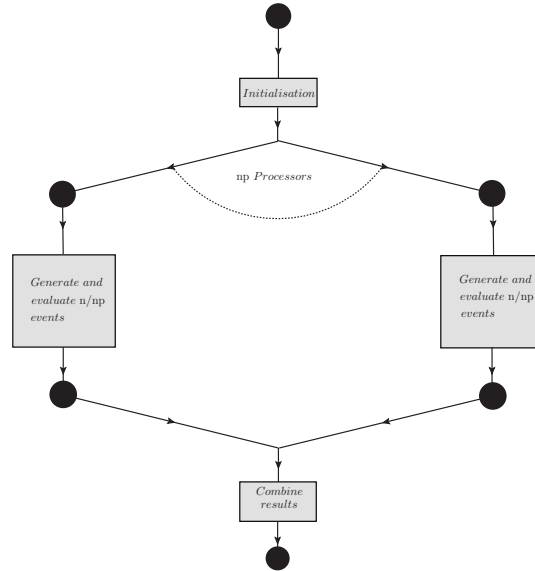 Initialisation
np Processors
Generate and
evaluate n/np
events
Generate and
evaluate n/np
events
Combine
results